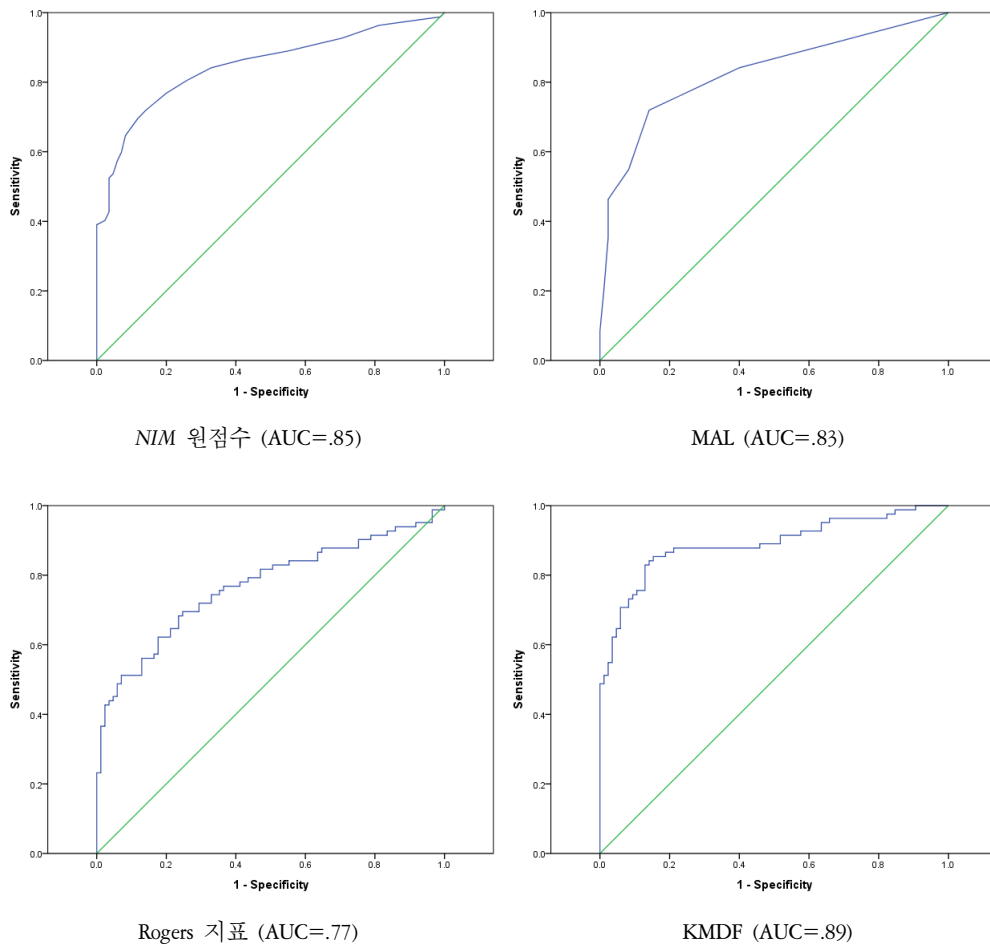 1.0
0.8
0.6
0.4
0.2
0.0
Sensitivity
0.0 0.2 0.4 0.6 0.8 1.0
1 - Specificity
NIM 원점수 (AUC=.85)
1.0
0.8
0.6
0.4
0.2
0.0
Sensitivity
0.0 0.2 0.4 0.6 0.8 1.0
1 - Specificity
MAL (AUC=.83)
1.0
0.8
0.6
0.4
0.2
0.0
Sensitivity
0.0 0.2 0.4 0.6 0.8 1.0
1 - Specificity
Rogers 지표 (AUC=.77)
1.0
0.8
0.6
0.4
0.2
0.0
Sensitivity
0.0 0.2 0.4 0.6 0.8 1.0
1 - Specificity
KMDF (AUC=.89)